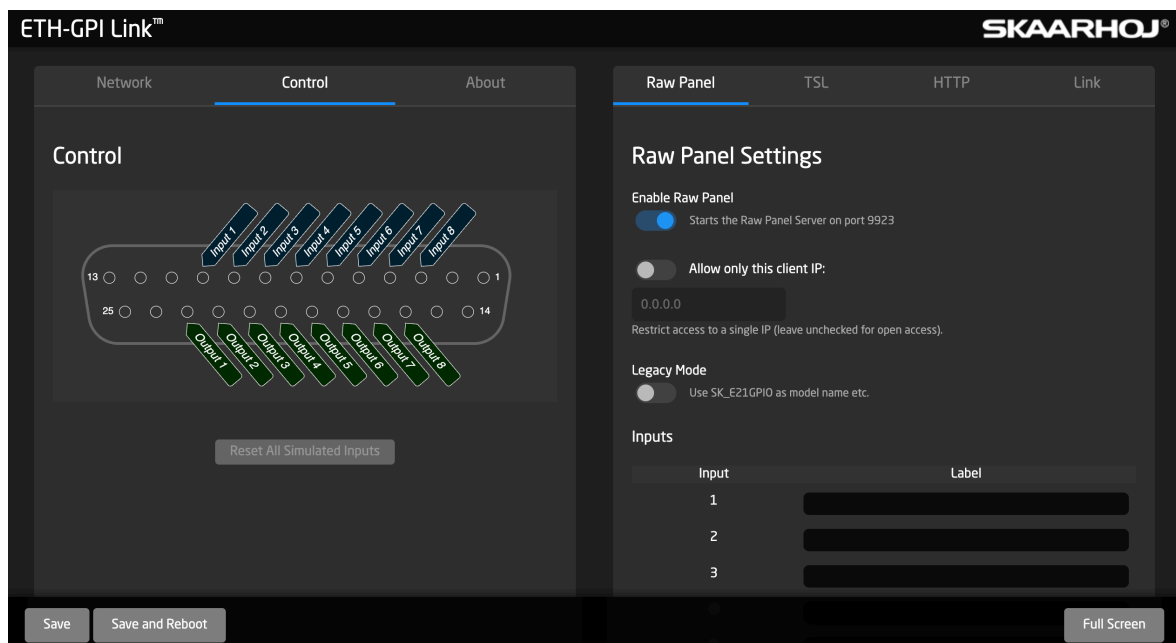 ETH-GPI Link™
SKAARHOJ®
Network Control About
Control
Input 1 Input 2 Input 3 Input 4 Input 5 Input 6 Input 7 Input 8
13 1
25 14
Output 1 Output 2 Output 3 Output 4 Output 5 Output 6 Output 7 Output 8
Reset All Simulated Inputs
Raw Panel TSL HTTP Link
Raw Panel Settings
Enable Raw Panel
Starts the Raw Panel Server on port 9923
Allow only this client IP:
0.0.0.0
Restrict access to a single IP (leave unchecked for open access).
Legacy Mode
Use SK_E21GPIO as model name etc.
Inputs
Input Label
1
2
3
Save Save and Reboot Full Screen